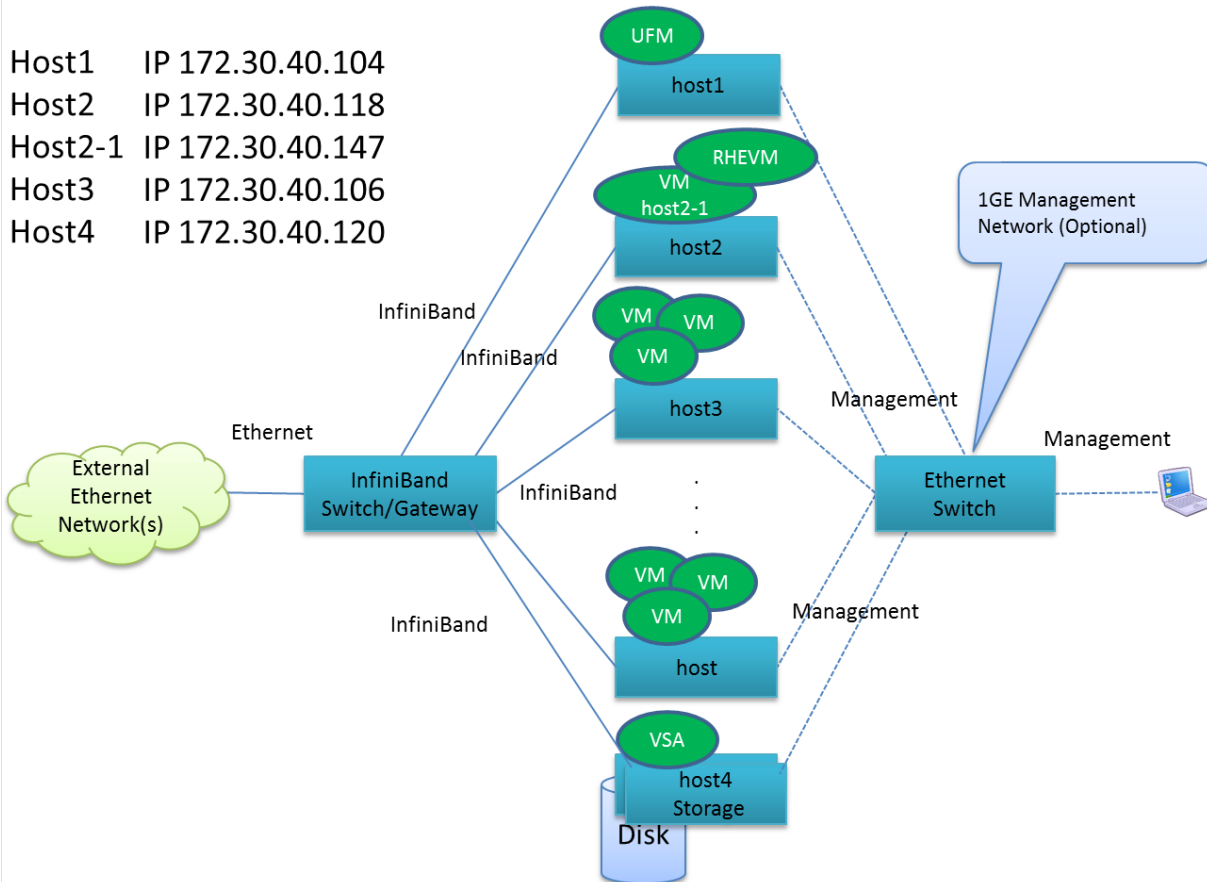 Host1 IP 172.30.40.104
Host2 IP 172.30.40.118
Host2-1 IP 172.30.40.147
Host3 IP 172.30.40.106
Host4 IP 172.30.40.120
UFM
host1
RHEVM
VM
host2-1
host2
1GE Management
Network (Optional)
InfiniBand
InfiniBand
VM
VM
VM
host3
Management
Ethernet
Management
External
Ethernet
Network(s)
InfiniBand
Switch/Gateway
InfiniBand
.
.
.
Ethernet
Switch
VM
VM
VM
InfiniBand
Management
host
VSA
host4
Storage
Disk